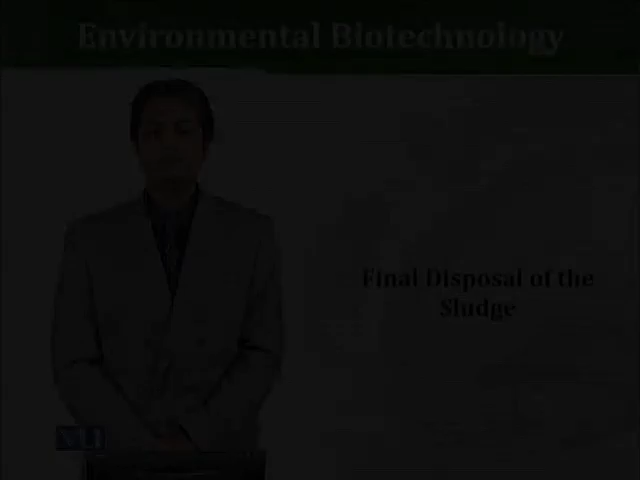 Environmental Biotechnology
Final Disposal of the
Sludge